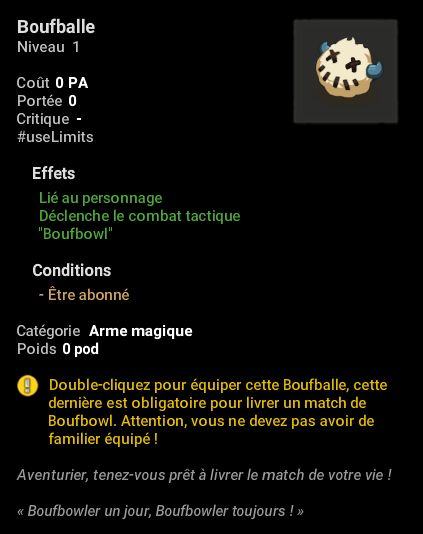 Boufballe
Niveau 1
Coût 0 PA
Portée 0
Critique -
#useLimits
Effets
Lié au personnage
Déclenche le combat tactique
"Boufbowl"
Conditions
- Être abonné
Catégorie Arme magique
Poids 0 pod
Double-cliquez pour équiper cette Boufballe, cette
dernière est obligatoire pour livrer un match de
Boufbowl. Attention, vous ne devez pas avoir de
familier équipé !
Aventurier, tenez-vous prêt à livrer le match de votre vie !
« Boufbowler un jour, Boufbowler toujours ! »